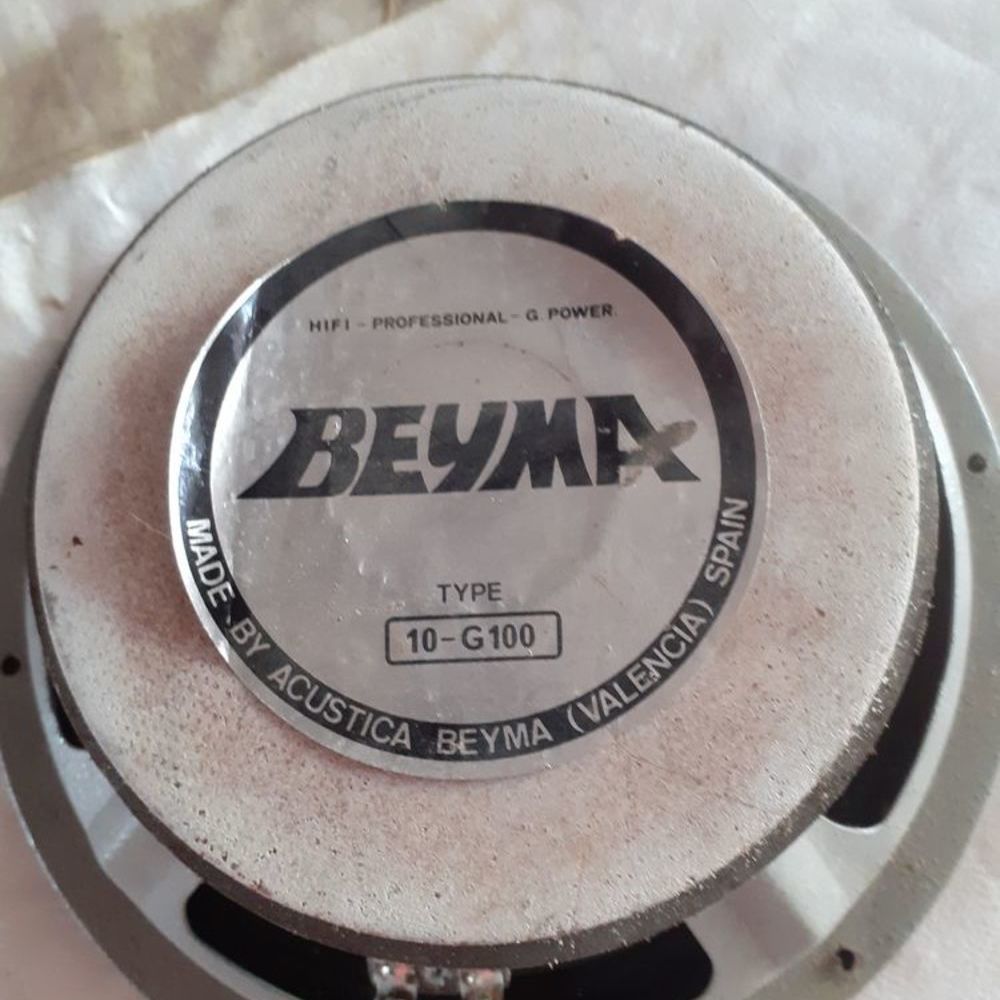 HIFI - PROFESSIONAL - G. POWER.
BEYMA
TYPE
10-G100
MADE BY ACUSTICA BEYMA (VALENCIA) SPAIN